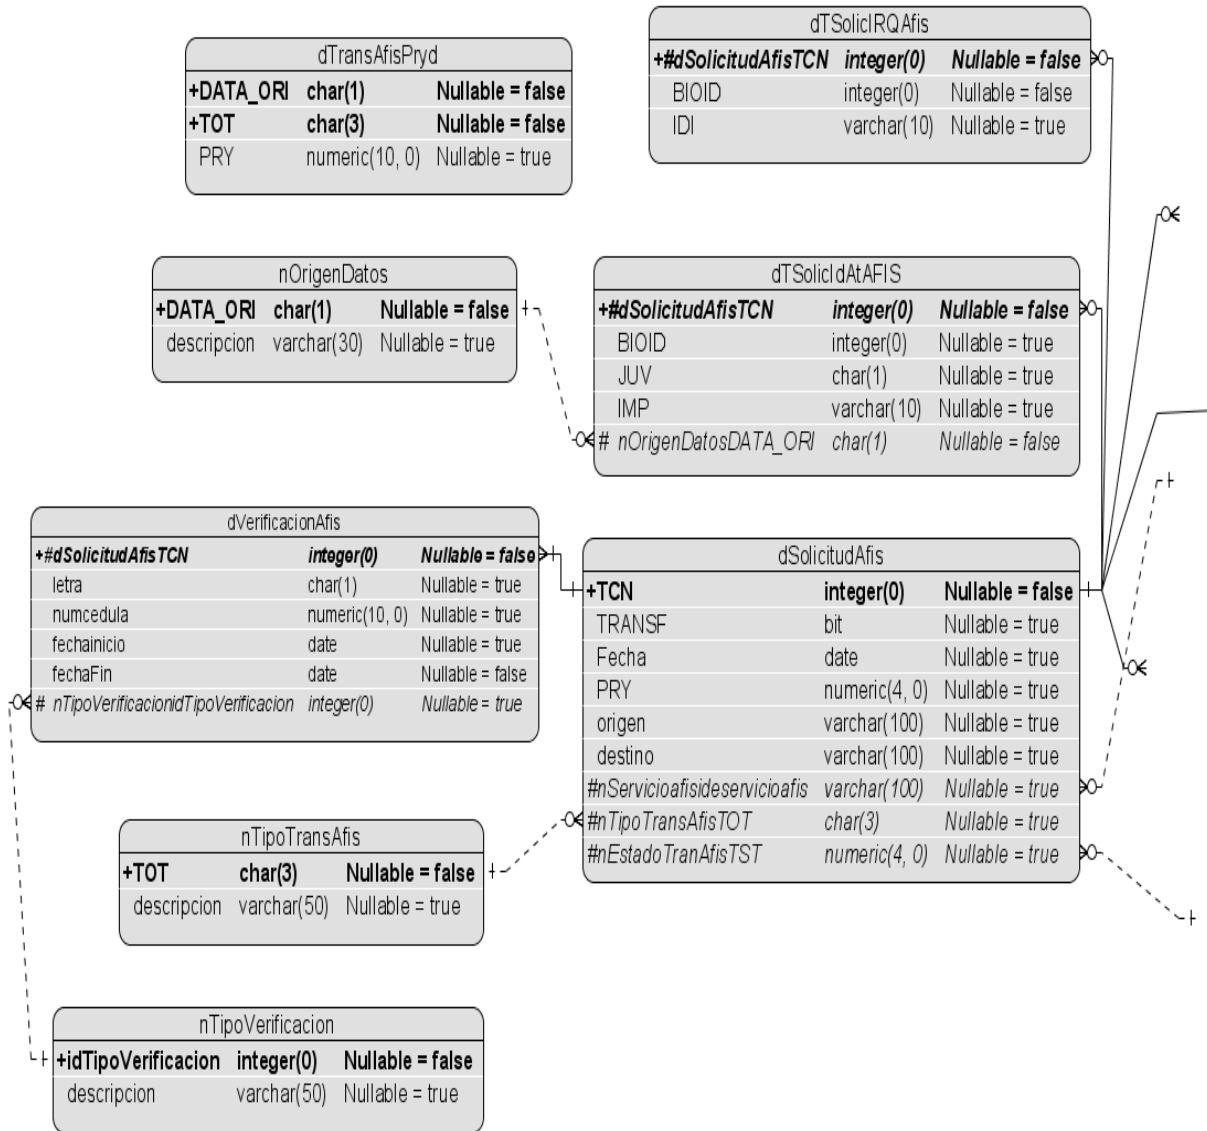 dTransAfisPryd
+DATA_ORI char(1) Nullable = false
+TOT char(3) Nullable = false
PRY numeric(10, 0) Nullable = true
dTSolicIRQAfis
+#dSolicitudAfisTCN integer(0) Nullable = false
BIOID integer(0) Nullable = false
IDI varchar(10) Nullable = true
nOrigenDatos
+DATA_ORI char(1) Nullable = false
descripcion varchar(30) Nullable = true
dTSolicIdAtAFIS
+#dSolicitudAfisTCN integer(0) Nullable = false
BIOID integer(0) Nullable = true
JUV char(1) Nullable = true
IMP varchar(10) Nullable = true
# nOrigenDatosDATA_ORI char(1) Nullable = false
dVerificacionAfis
+#dSolicitudAfisTCN integer(0) Nullable = false
letra char(1) Nullable = true
numcedula numeric(10, 0) Nullable = true
fechainicio date Nullable = true
fechaFin date Nullable = false
# nTipoVerificacionidTipoVerificacion integer(0) Nullable = true
dSolicitudAfis
+TCN integer(0) Nullable = false
TRANSF bit Nullable = true
Fecha date Nullable = true
PRY numeric(4, 0) Nullable = true
origen varchar(100) Nullable = true
destino varchar(100) Nullable = true
#nServicioafisideservicioafis varchar(100) Nullable = true
#nTipoTransAfisTOT char(3) Nullable = true
#nEstadoTranAfisTST numeric(4, 0) Nullable = true
nTipoTransAfis
+TOT char(3) Nullable = false
descripcion varchar(50) Nullable = true
nTipoVerificacion
+idTipoVerificacion integer(0) Nullable = false
descripcion varchar(50) Nullable = true